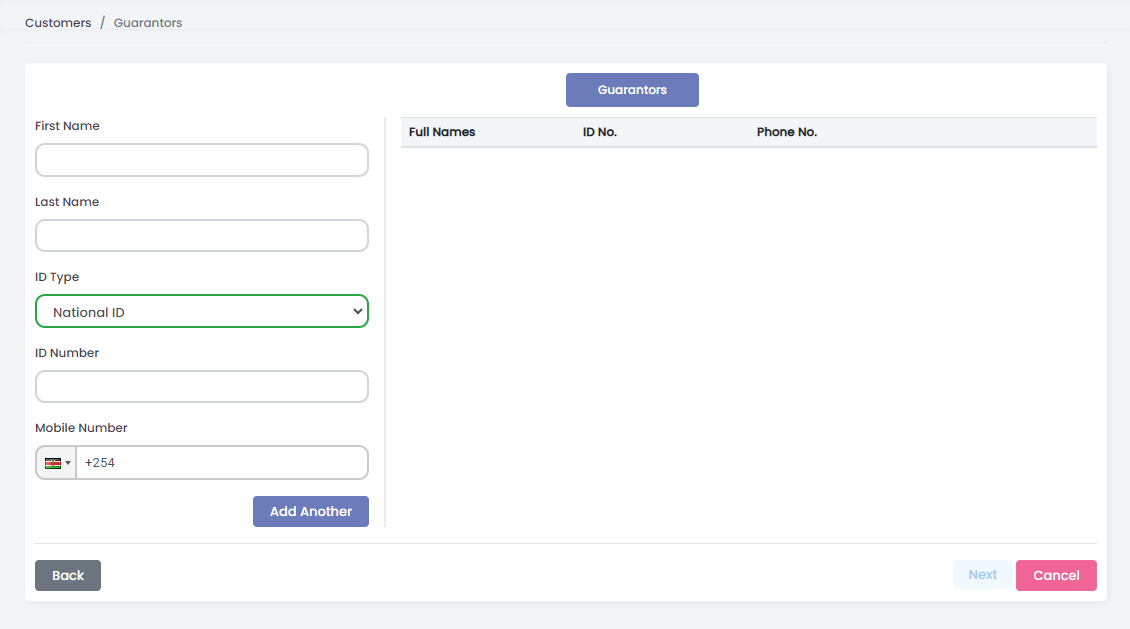 Customers / Guarantors
Guarantors
First Name
Last Name
ID Type
National ID
ID Number
Mobile Number
+254
Add Another
Full Names ID No. Phone No.
Back Next Cancel